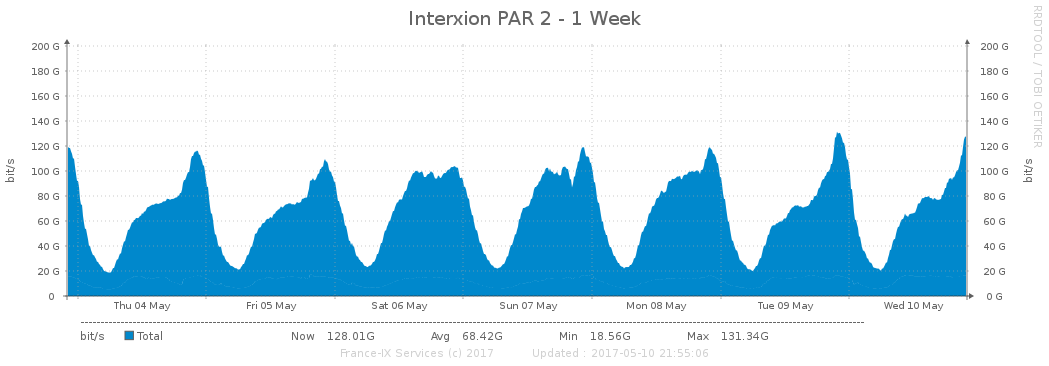 Interxion PAR 2 - 1 Week
RRDTOOL / TOBI OETIKER
bit/s
bit/s
200 G 200 G
180 G 180 G
160 G 160 G
140 G 140 G
120 G 120 G
100 G 100 G
80 G 80 G
60 G 60 G
40 G 40 G
20 G 20 G
0 0 G
Thu 04 May Fri 05 May Sat 06 May Sun 07 May Mon 08 May Tue 09 May Wed 10 May
bit/s Total Now 128.01G Avg 68.42G Min 18.56G Max 131.34G
France-IX Services (c) 2017 Updated : 2017-05-10 21:55:06